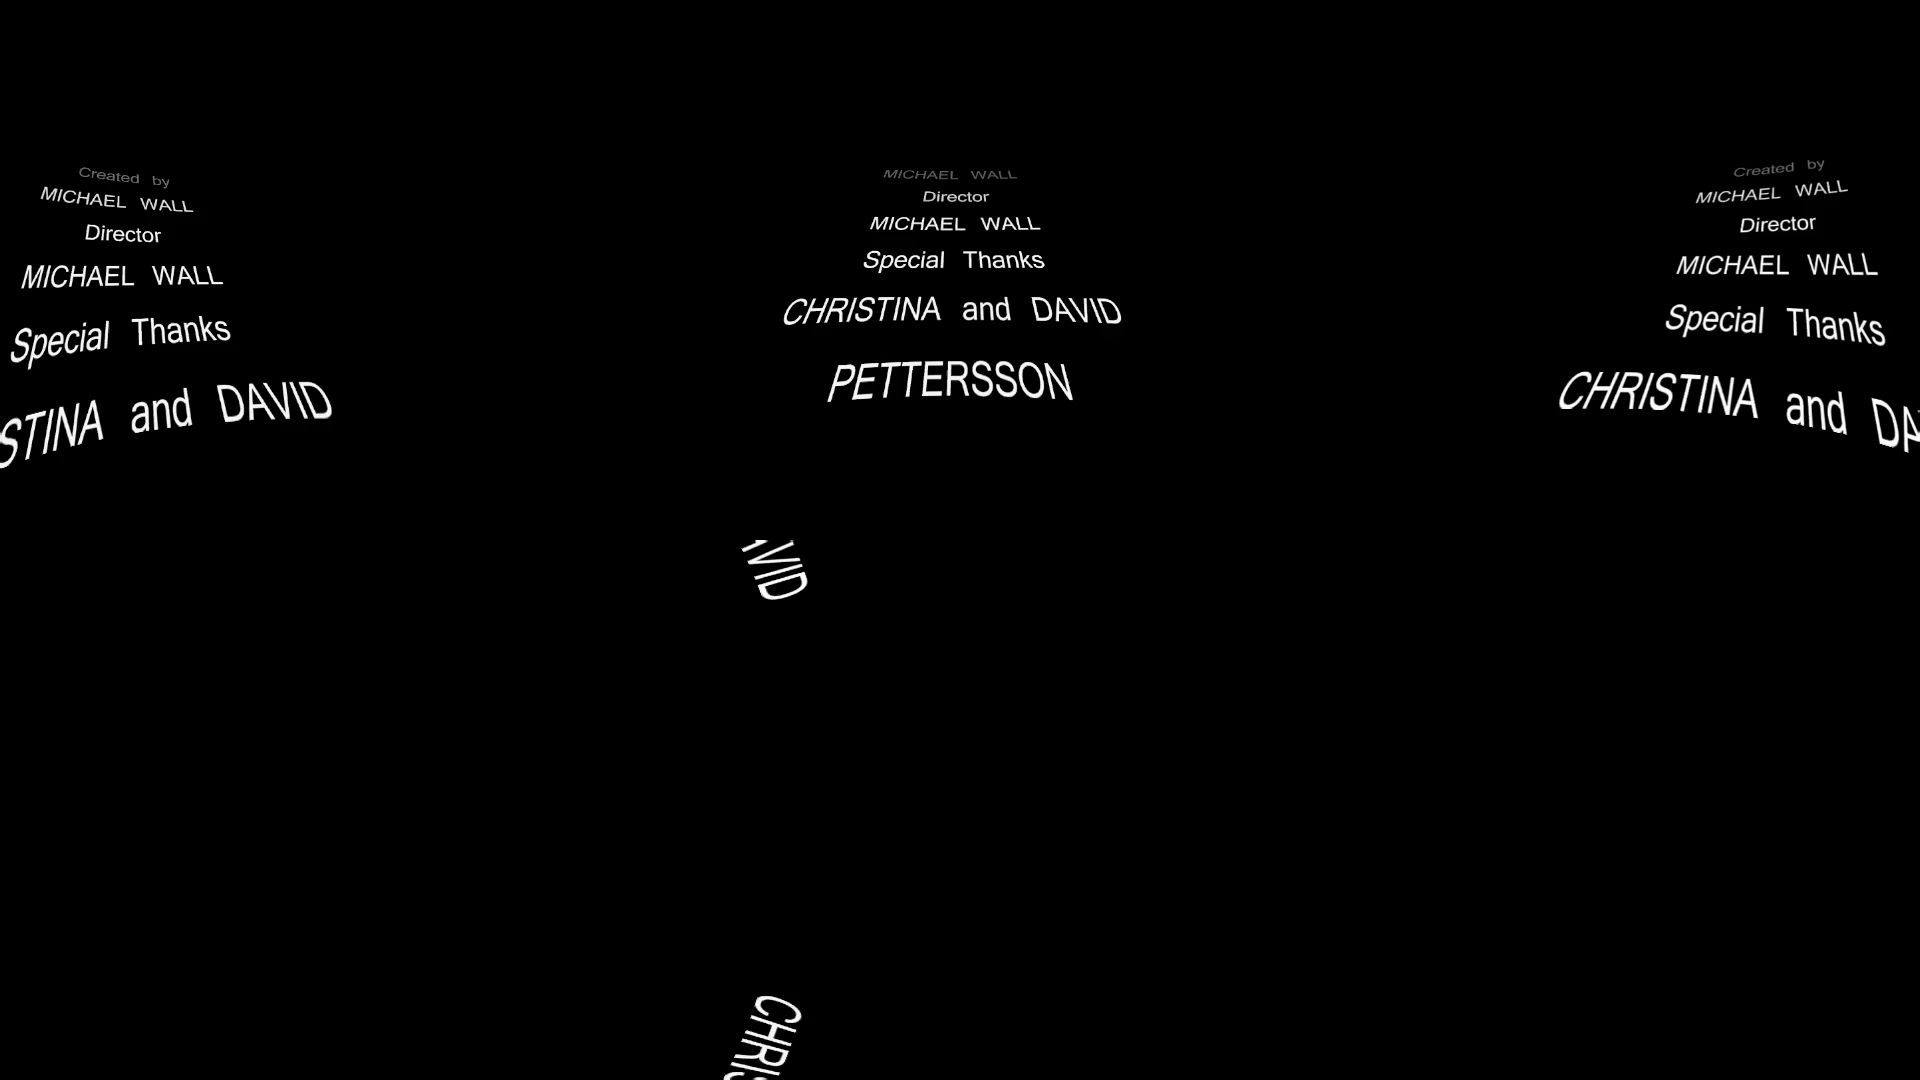 Created by
MICHAEL WALL
Director
MICHAEL WALL
Special Thanks
STINA and DAVID
MICHAEL WALL
Director
MICHAEL WALL
Special Thanks
CHRISTINA and DAVID
PETTERSSON
Created by
MICHAEL WALL
Director
MICHAEL WALL
Special Thanks
CHRISTINA and DA
VID
CHRIS